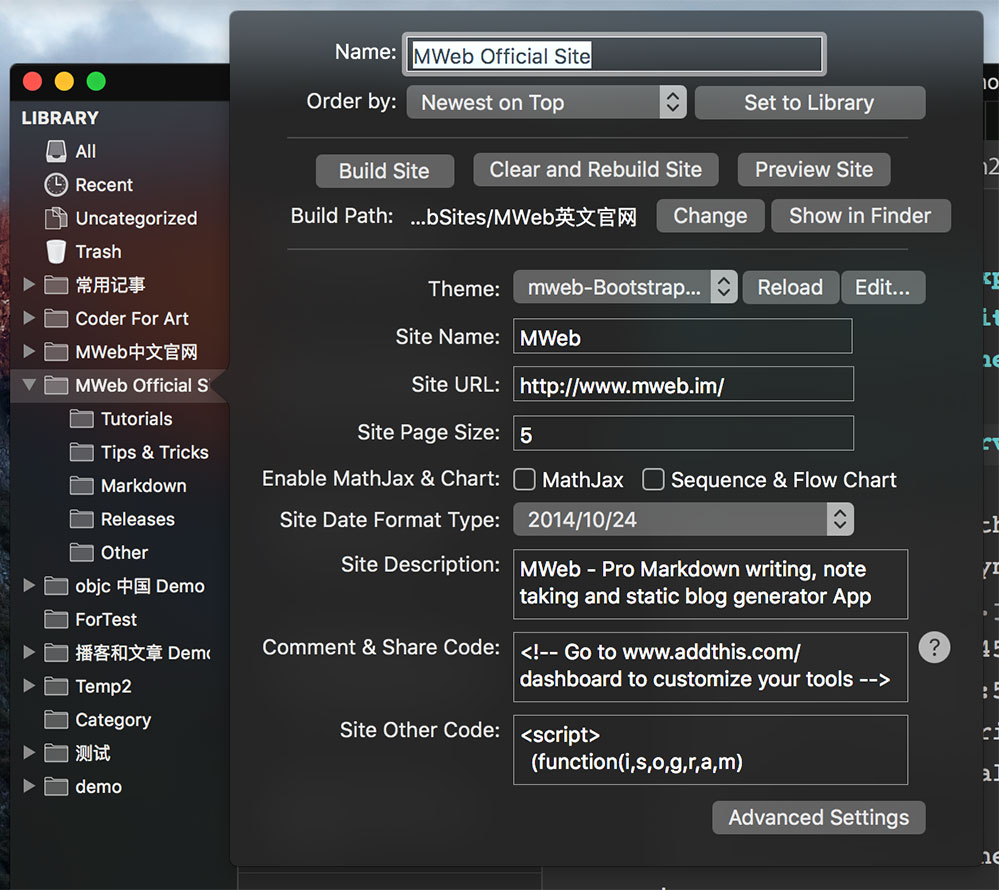 LIBRARY
All
Recent
Uncategorized
Trash
常用记事
Coder For Art
MWeb中文官网
MWeb Official S
Tutorials
Tips & Tricks
Markdown
Releases
Other
objc 中国 Demo
ForTest
播客和文章 Demo
Temp2
Category
测试
demo
Name: MWeb Official Site
Order by: Newest on Top Set to Library
Build Site Clear and Rebuild Site Preview Site
Build Path: ...bSites/MWeb英文官网 Change Show in Finder
Theme: mweb-Bootstrap... Reload Edit...
Site Name: MWeb
Site URL: http://www.mweb.im/
Site Page Size: 5
Enable MathJax & Chart: MathJax Sequence & Flow Chart
Site Date Format Type: 2014/10/24
Site Description: MWeb - Pro Markdown writing, note
taking and static blog generator App
Comment & Share Code: <!-- Go to www.addthis.com/
dashboard to customize your tools --> ?
Site Other Code: <script>
(function(i,s,o,g,r,a,m)
Advanced Settings